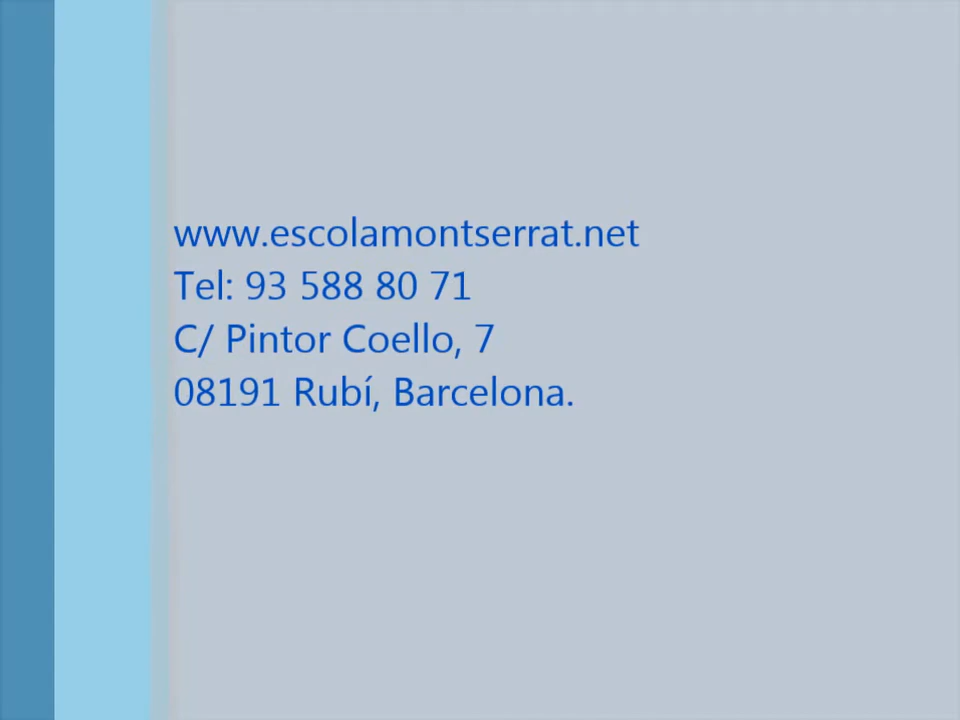 www.escolamontserrat.net
Tel: 93 588 80 71
C/ Pintor Coello, 7
08191 Rubí, Barcelona.